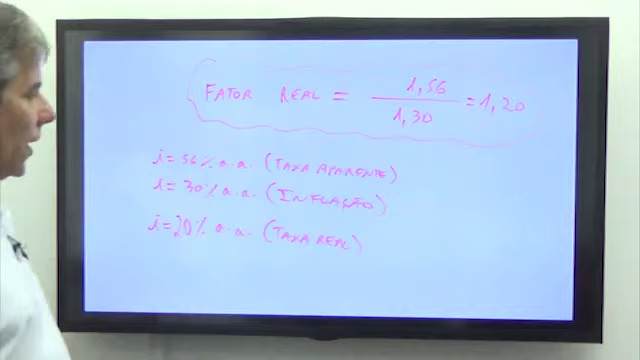 FATOR REAL = 1,56 / 1,30 = 1,20
i = 56% a.a. (TAXA APARENTE)
i = 30% a.a. (INFLAÇÃO)
i = 20% a.a. (TAXA REAL)